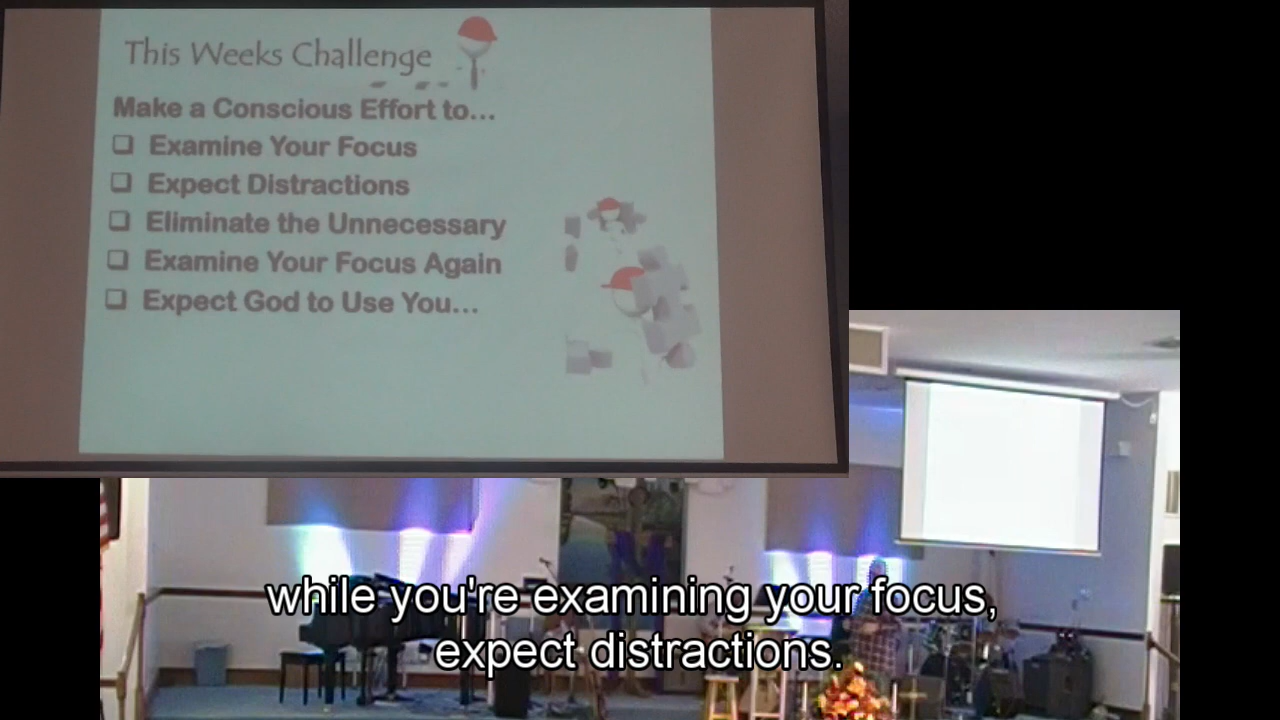 This Weeks Challenge
Make a Conscious Effort to...
❑ Examine Your Focus
❑ Expect Distractions
❑ Eliminate the Unnecessary
❑ Examine Your Focus Again
❑ Expect God to Use You...
while you're examining your focus,
expect distractions.